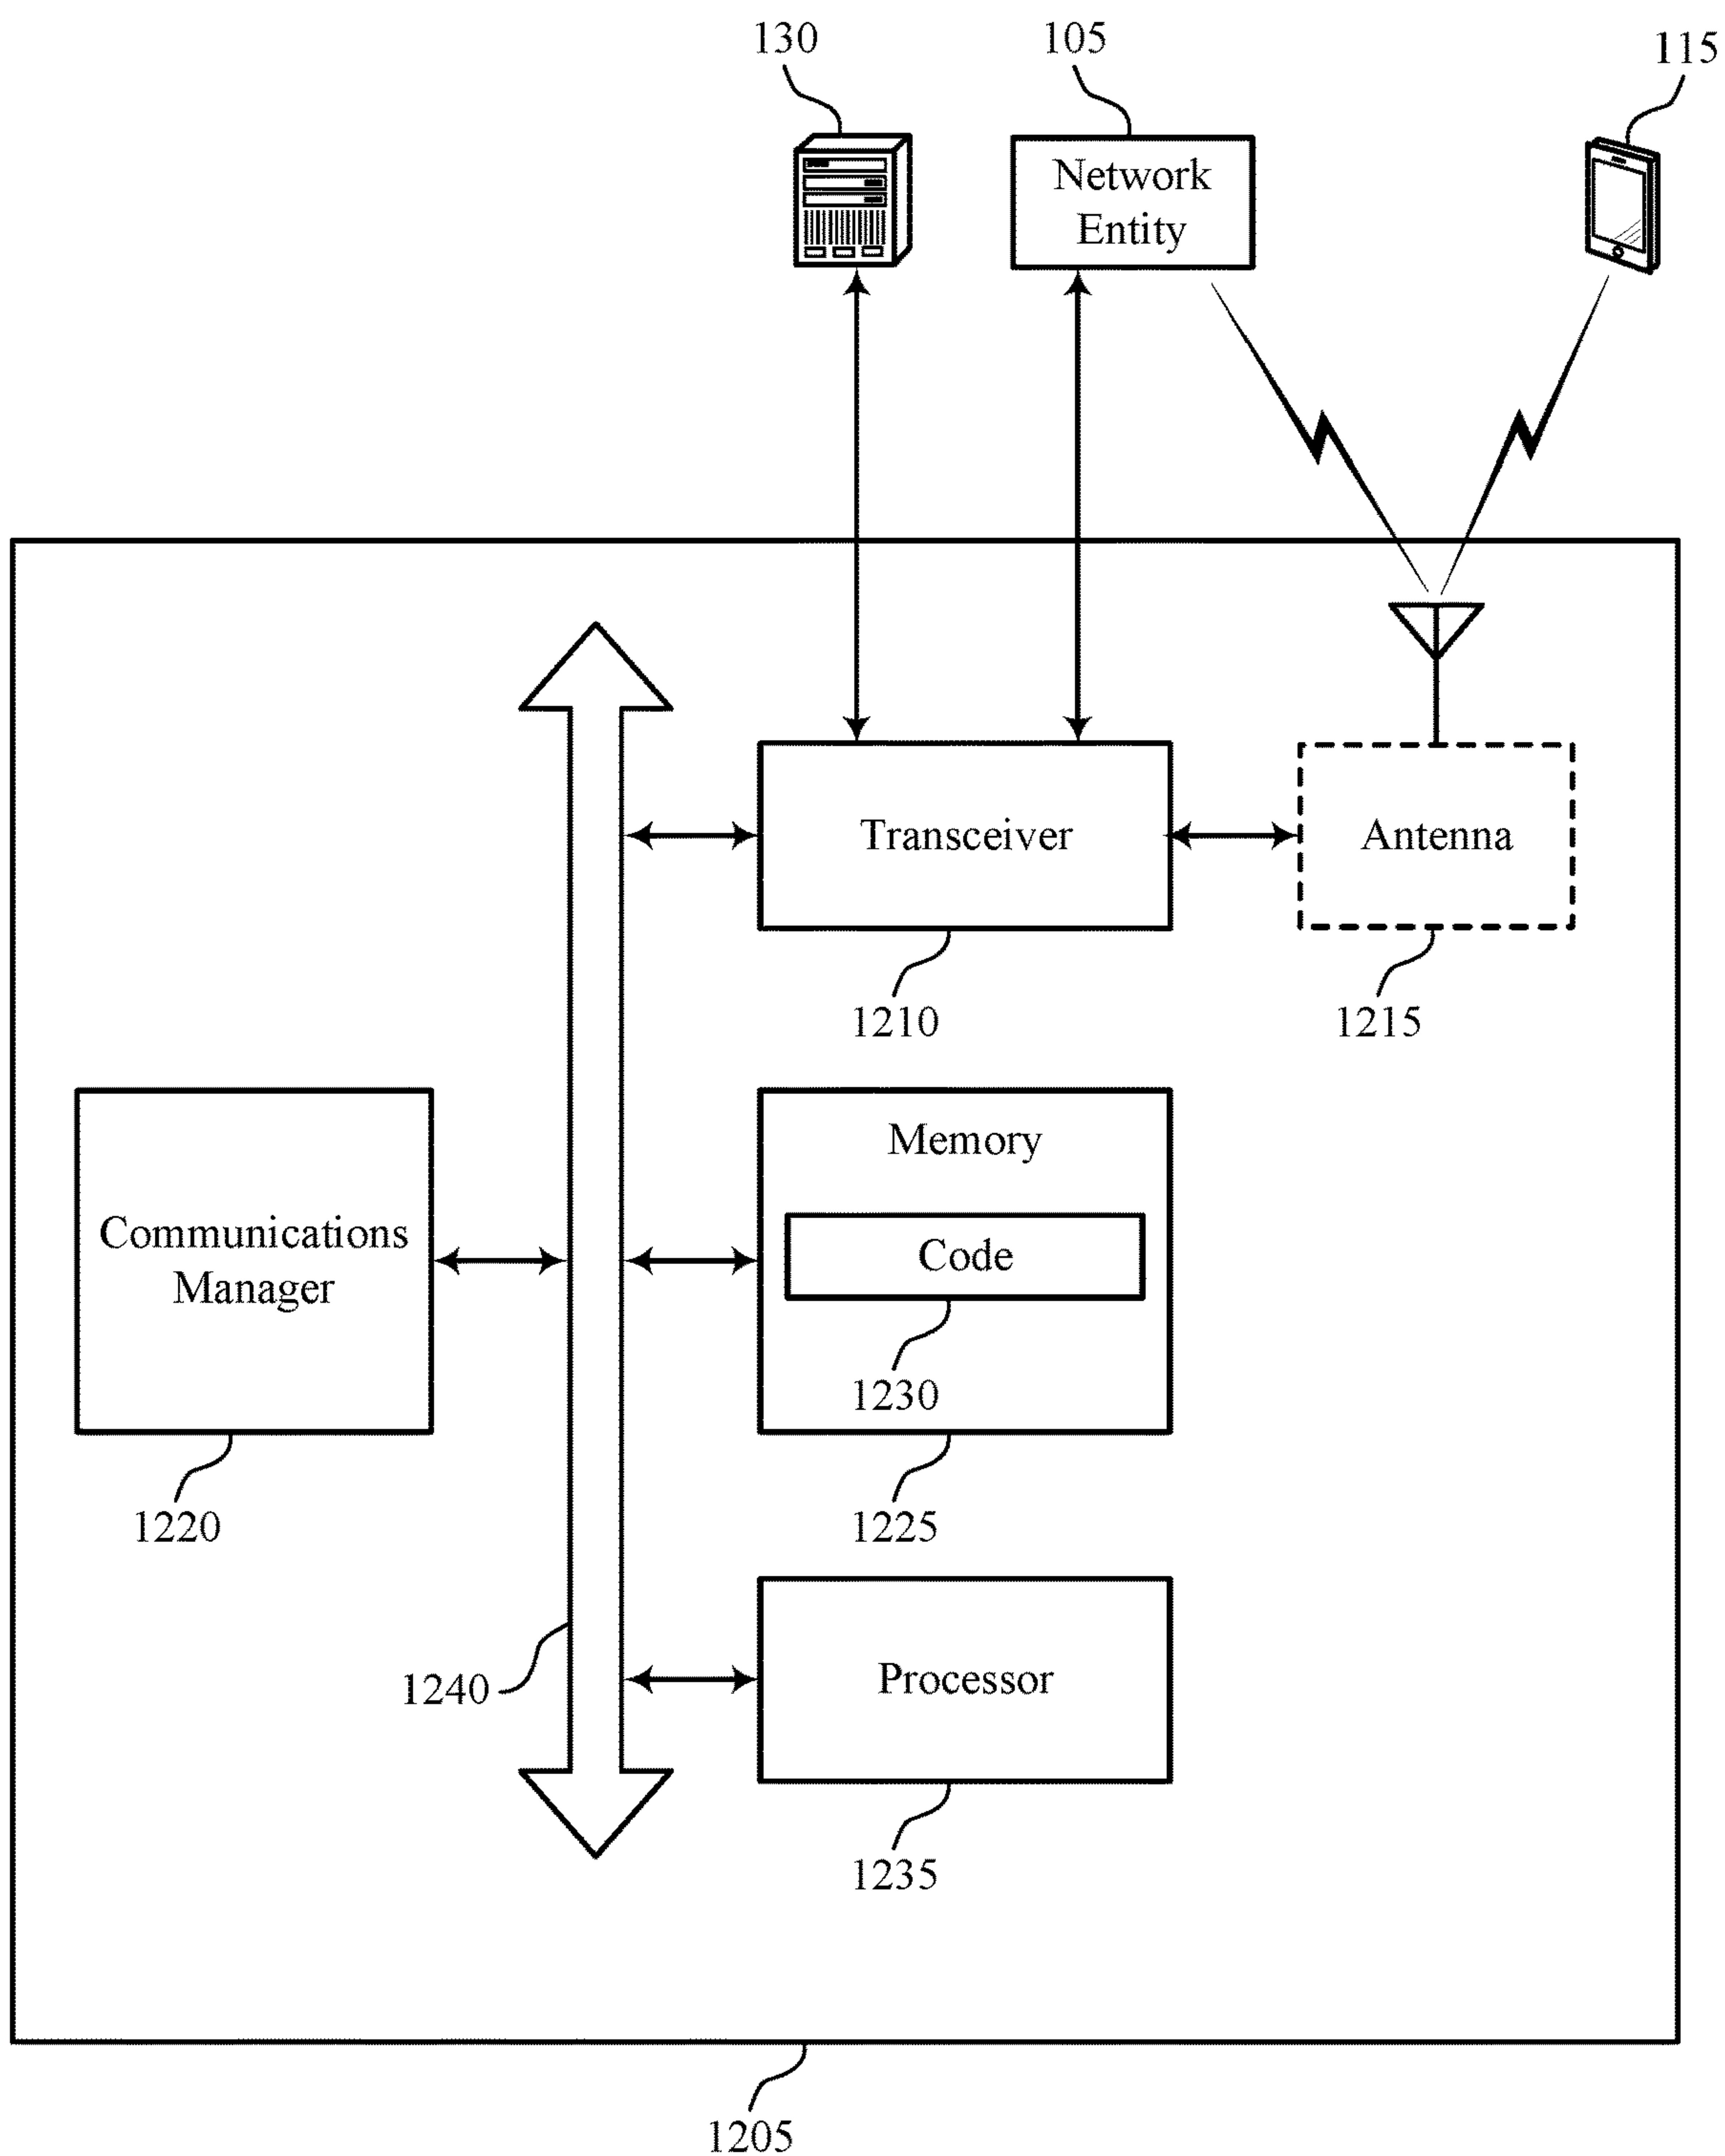 130
105
115
Network
Entity
Transceiver
Antenna
1210
1215
Memory
Communications
Manager
Code
1230
1220
1225
1240
Processor
1235
1205